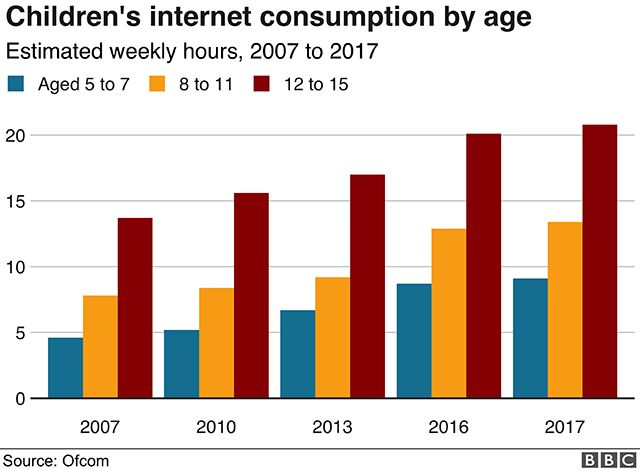 Children's internet consumption by age
Estimated weekly hours, 2007 to 2017
Aged 5 to 7 8 to 11 12 to 15
20
15
10
5
0
2007 2010 2013 2016 2017
Source: Ofcom BBC